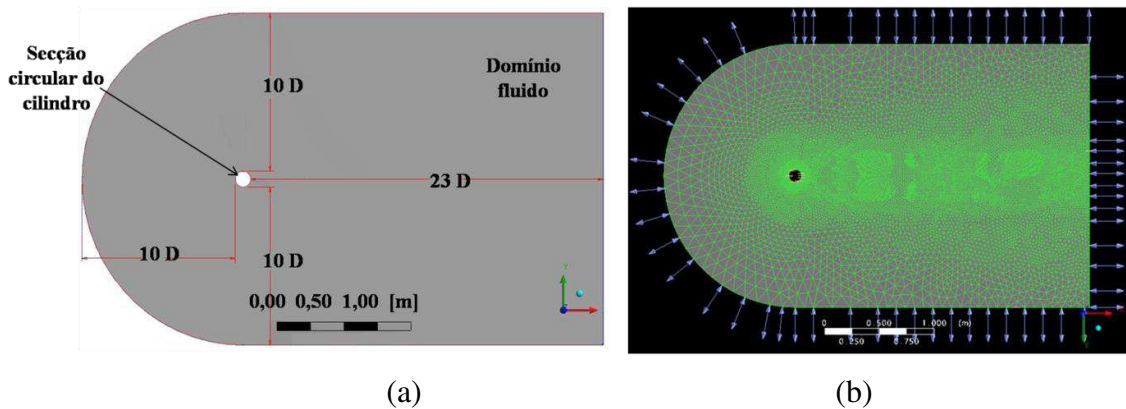 Secção
circular do
cilindro
10 D
Domínio
fluido
23 D
10 D
10 D
0,00 0,50 1,00 [m]
Y
0 0.500 1.000 (m)
0.250 0.750
(a)
(b)